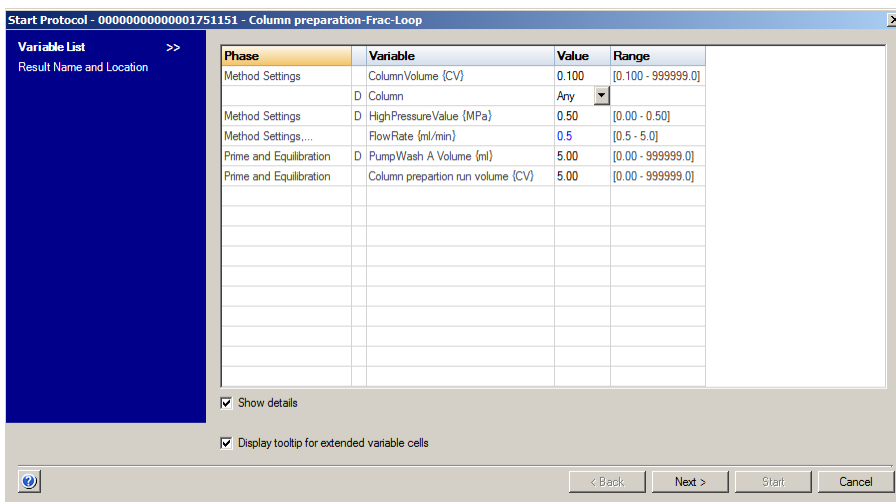 Start Protocol - 00000000000001751151 - Column preparation-Frac-Loop
Variable List >>
Result Name and Location
Phase Variable Value Range
Method Settings ColumnVolume {CV} 0.100 [0.100 - 999999.0]
D Column Any
Method Settings D HighPressureValue {MPa} 0.50 [0.00 - 0.50]
Method Settings,... FlowRate {ml/min} 0.5 [0.5 - 5.0]
Prime and Equilibration D PumpWash A Volume {ml} 5.00 [0.00 - 999999.0]
Prime and Equilibration Column prepartion run volume {CV} 5.00 [0.00 - 999999.0]
Show details
Display tooltip for extended variable cells
? < Back Next > Start Cancel